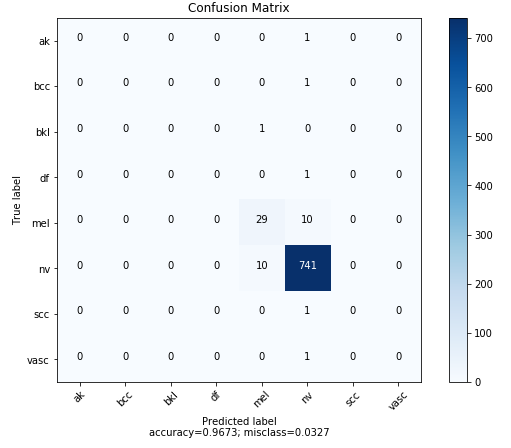 Confusion Matrix
ak 0 0 0 0 0 1 0 0
bcc 0 0 0 0 0 1 0 0
bkl 0 0 0 0 1 0 0 0
df 0 0 0 0 0 1 0 0
mel 0 0 0 0 29 10 0 0
nv 0 0 0 0 10 741 0 0
scc 0 0 0 0 0 1 0 0
vasc 0 0 0 0 0 1 0 0
True label
ak bcc bkl df mel nv scc vasc
Predicted label
accuracy=0.9673; misclass=0.0327
700
600
500
400
300
200
100
0